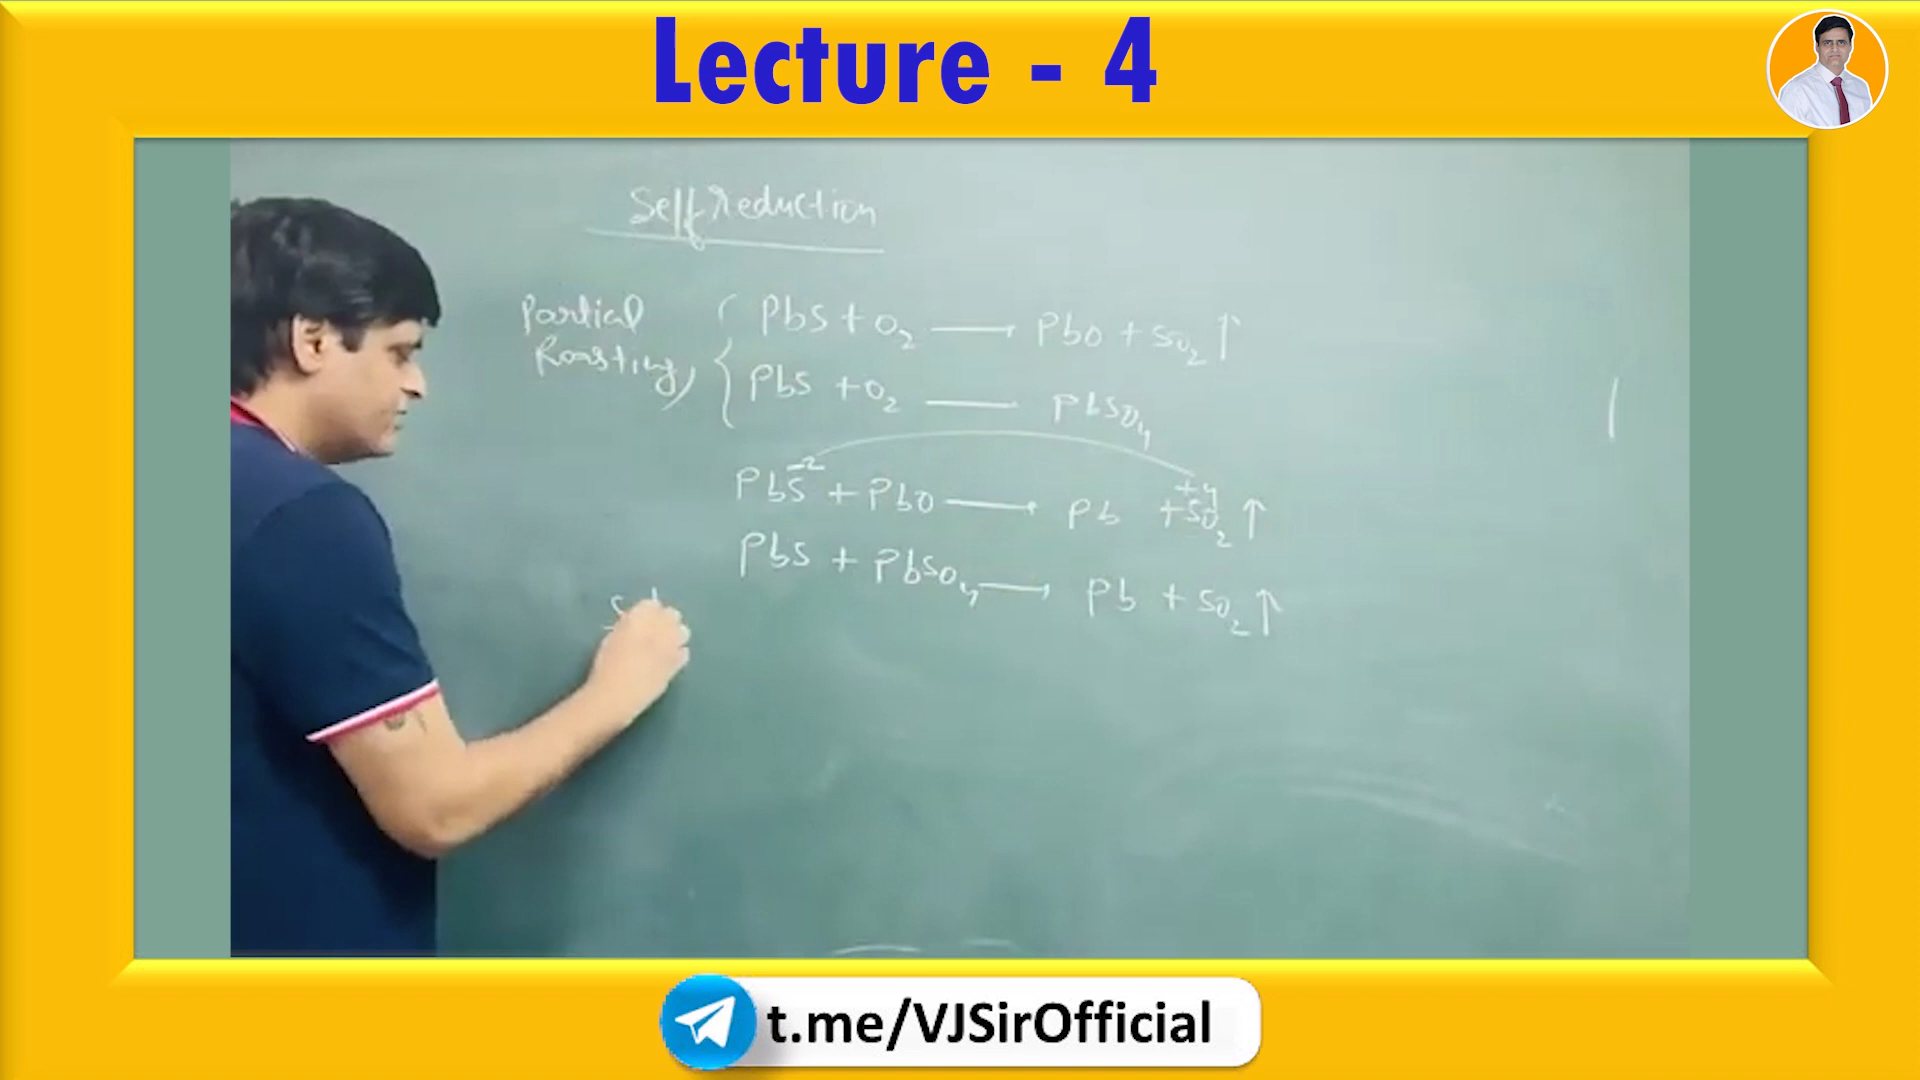 Lecture - 4
Self reduction
Partial Roasting
PbS + O₂ ⟶ PbO + SO₂ ↑
PbS + O₂ — PbSO₄
PbS⁻² + PbO ⟶ Pb + S⁺⁴O₂ ↑
PbS + PbSO₄ ⟶ Pb + SO₂ ↑
t.me/VJSirOfficial